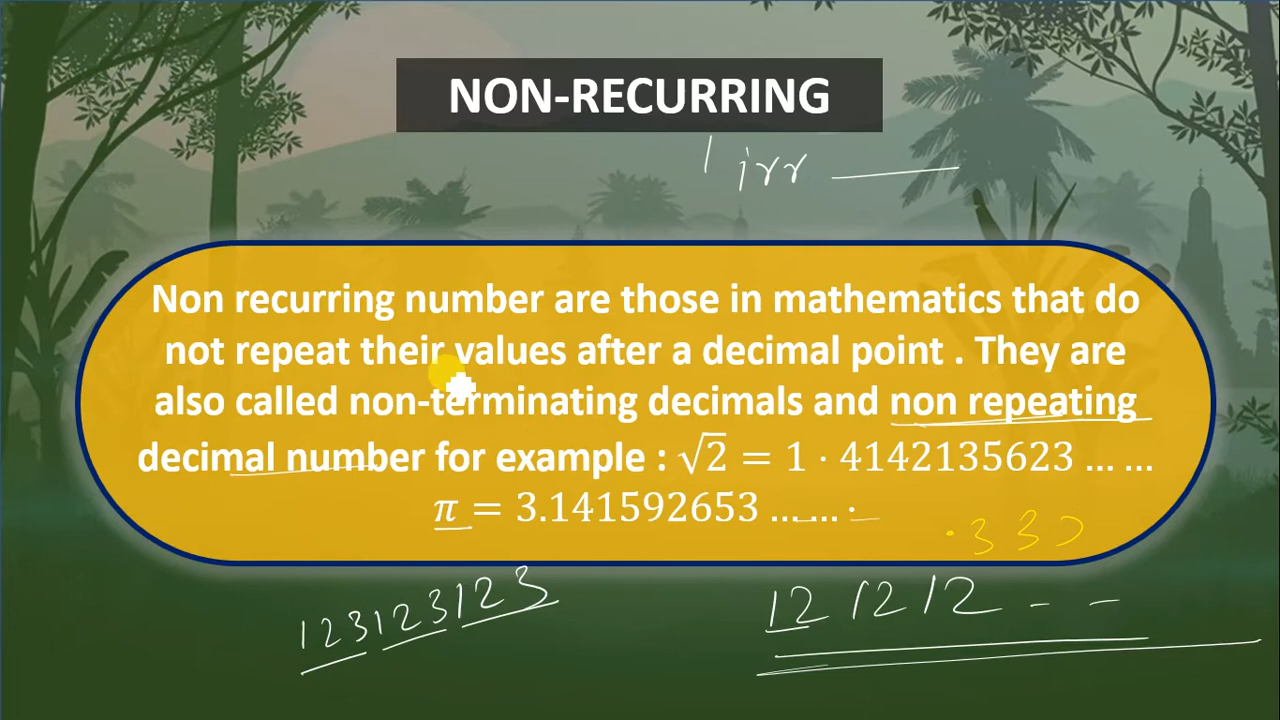 NON-RECURRING
irr
Non recurring number are those in mathematics that do
not repeat their values after a decimal point . They are
also called non-terminating decimals and non repeating
decimal number for example : √2 = 1 · 4142135623 … …
π = 3.141592653 … … ·
·33
123123123
121212 - -